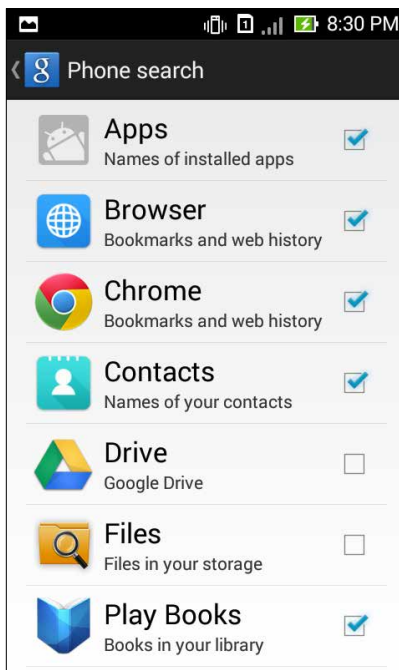 1 8:30 PM
g Phone search
Apps
Names of installed apps
Browser
Bookmarks and web history
Chrome
Bookmarks and web history
Contacts
Names of your contacts
Drive
Google Drive
Files
Files in your storage
Play Books
Books in your library